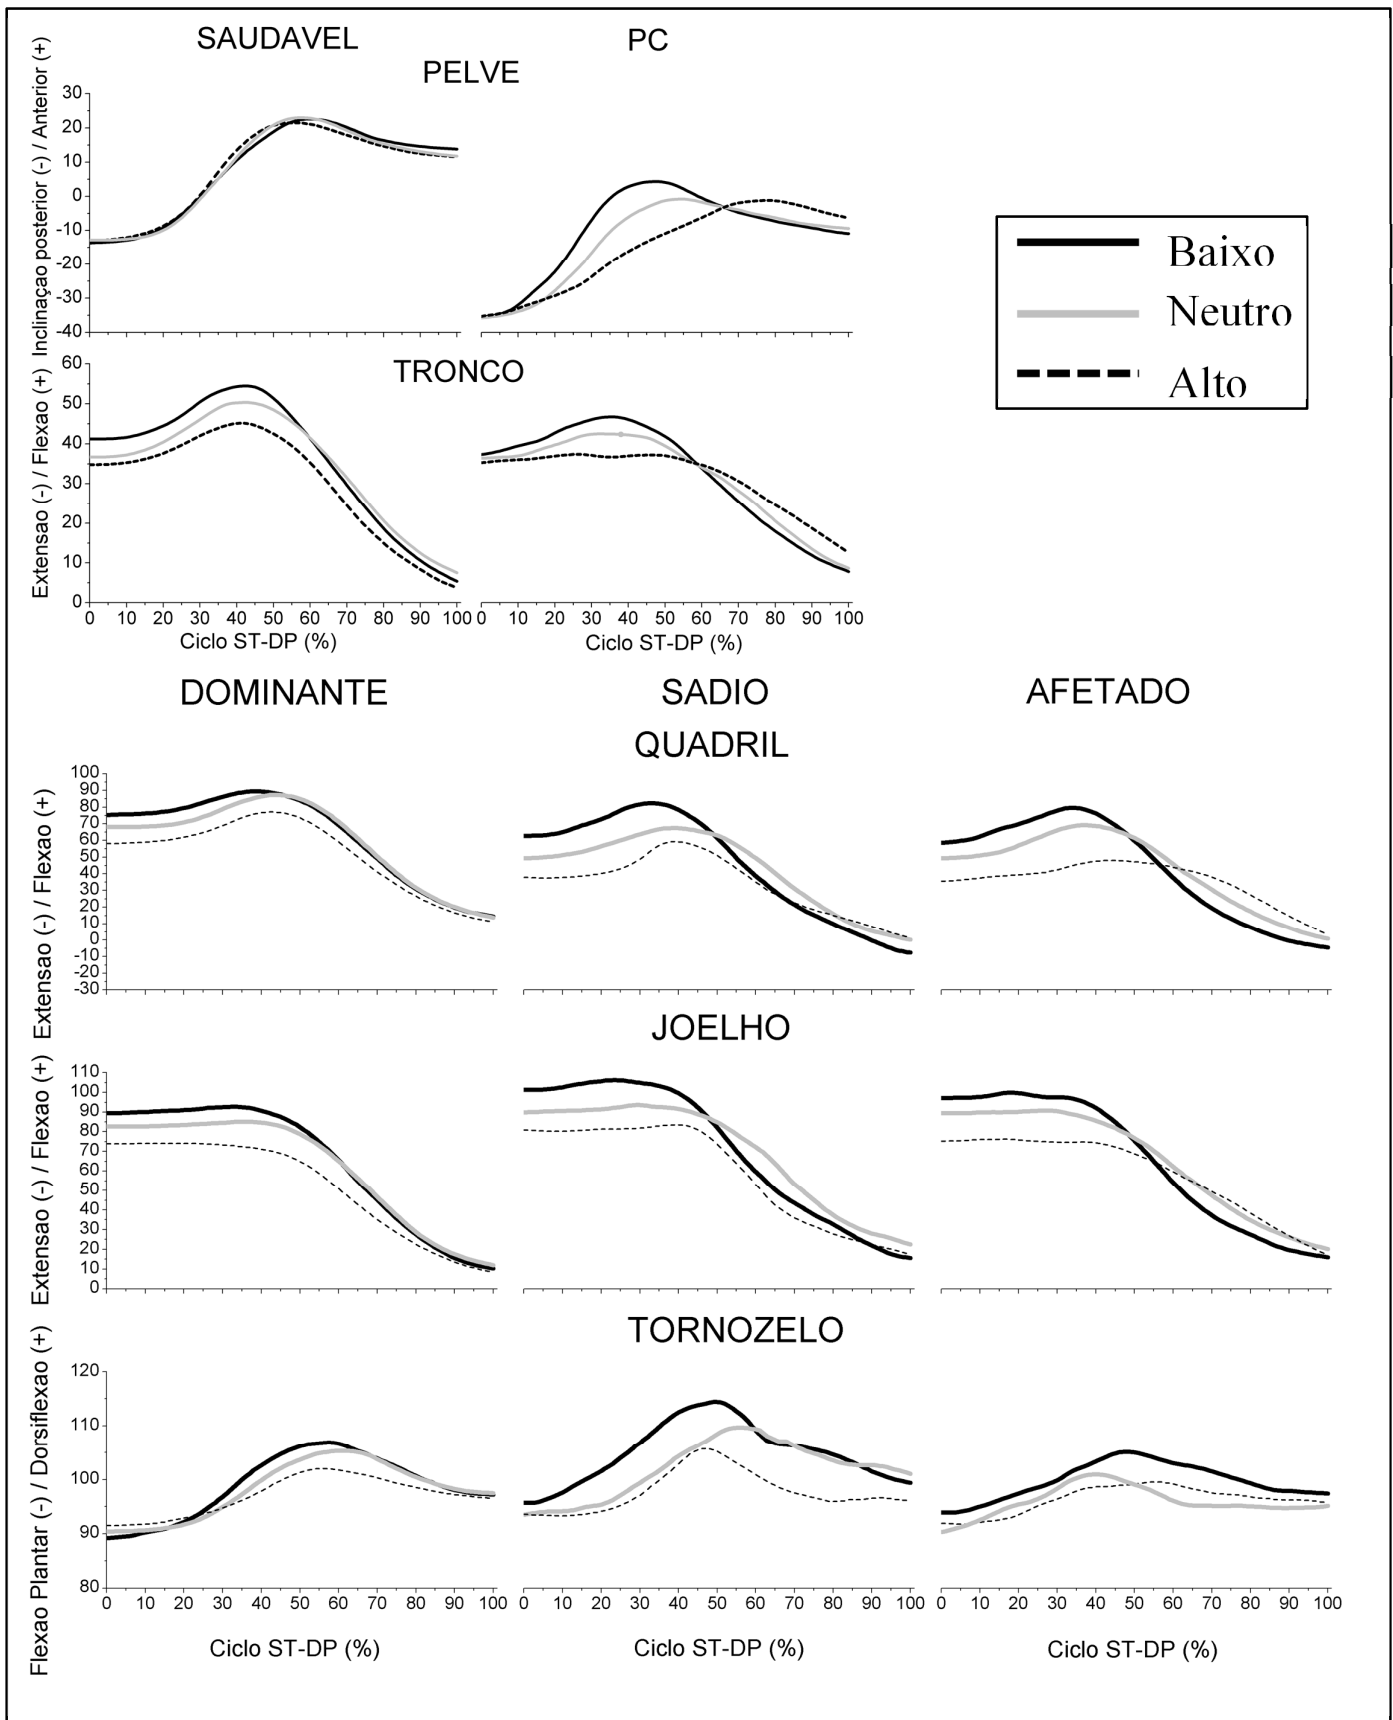 SAUDAVEL
PC
PELVE
Inclinaçao posterior (-) / Anterior (+)
30
20
10
0
-10
-20
-30
-40
Baixo
Neutro
Alto
TRONCO
Extensao (-) / Flexao (+)
60
50
40
30
20
10
0
0 10 20 30 40 50 60 70 80 90 100
0 10 20 30 40 50 60 70 80 90 100
Ciclo ST-DP (%)
Ciclo ST-DP (%)
DOMINANTE
SADIO
AFETADO
QUADRIL
Extensao (-) / Flexao (+)
100
90
80
70
60
50
40
30
20
10
0
-10
-20
-30
JOELHO
Extensao (-) / Flexao (+)
110
100
90
80
70
60
50
40
30
20
10
0
TORNOZELO
Flexao Plantar (-) / Dorsiflexao (+)
120
110
100
90
80
0 10 20 30 40 50 60 70 80 90 100
0 10 20 30 40 50 60 70 80 90 100
0 10 20 30 40 50 60 70 80 90 100
Ciclo ST-DP (%)
Ciclo ST-DP (%)
Ciclo ST-DP (%)